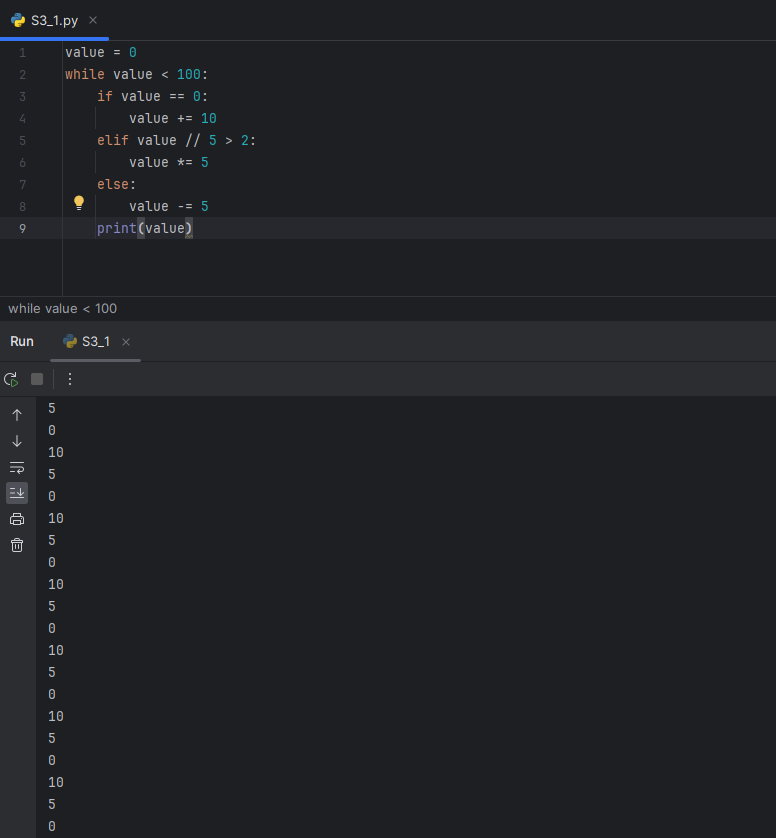 S3_1.py
1 value = 0
2 while value < 100:
3     if value == 0:
4         value += 10
5     elif value // 5 > 2:
6         value *= 5
7     else:
8         value -= 5
9     print(value)
while value < 100
Run S3_1
5
0
10
5
0
10
5
0
10
5
0
10
5
0
10
5
0
10
5
0